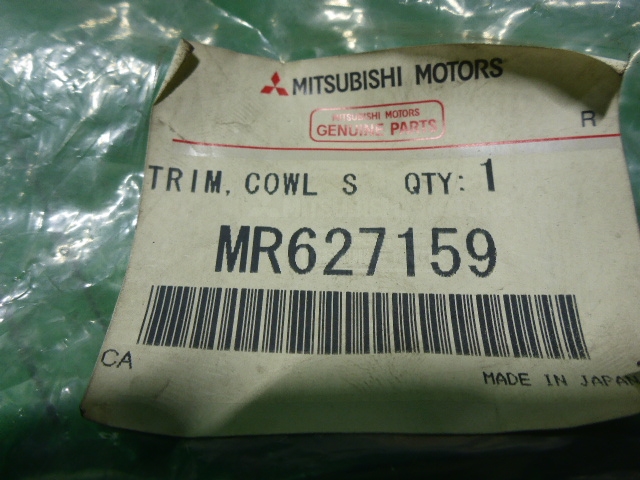 MITSUBISHI MOTORS
MITSUBISHI MOTORS
GENUINE PARTS
R
TRIM, COWL S QTY: 1
MR627159
CA
MADE IN JAPAN